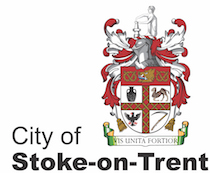 VIS UNITA FORTIOR
City of
Stoke-on-Trent